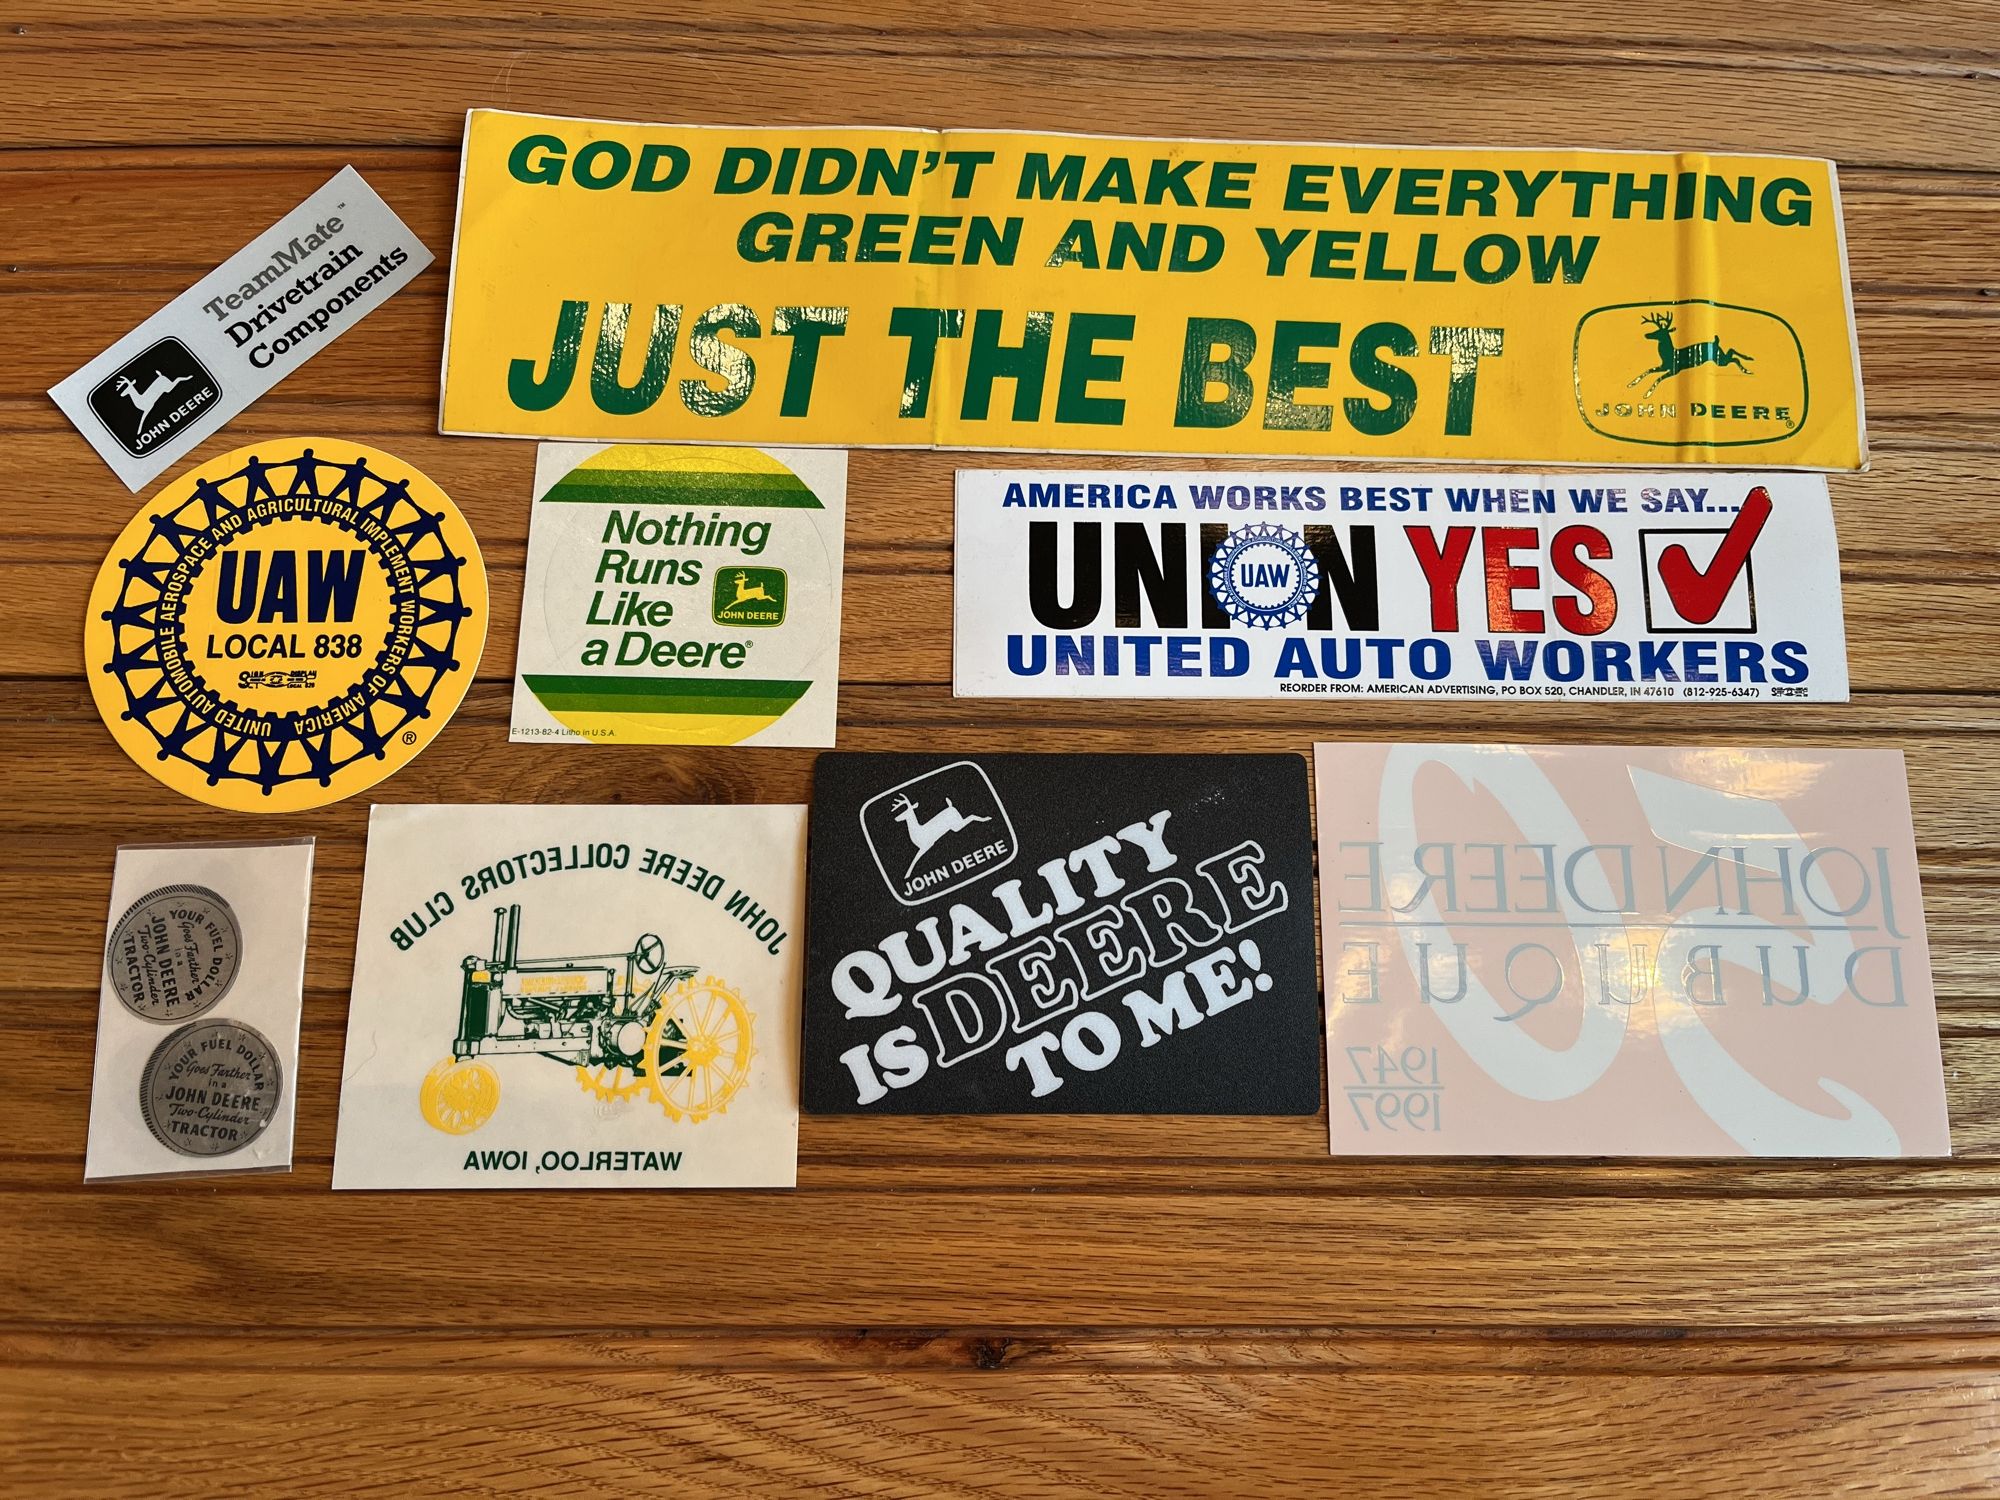 GOD DIDN'T MAKE EVERYTHING
GREEN AND YELLOW
JUST THE BEST
JOHN DEERE®
TeamMate™
Drivetrain
Components
JOHN DEERE
UNITED AUTOMOBILE AEROSPACE AND AGRICULTURAL IMPLEMENT WORKERS OF AMERICA
UAW
LOCAL 838
®
Nothing
Runs
Like
a Deere®
JOHN DEERE
E-1213-82-4 Litho in U.S.A.
AMERICA WORKS BEST WHEN WE SAY...
UNION YES
UAW
UNITED AUTO WORKERS
REORDER FROM: AMERICAN ADVERTISING, PO BOX 520, CHANDLER, IN 47610 (812-925-6347)
YOUR FUEL DOLLAR
Goes Farther
in a
JOHN DEERE
Two-Cylinder
TRACTOR
YOUR FUEL DOLLAR
Goes Farther
in a
JOHN DEERE
Two-Cylinder
TRACTOR
JOHN DEERE COLLECTORS CLUB
WATERLOO, IOWA
JOHN DEERE
QUALITY
IS DEERE
TO ME!
50
JOHN DEERE
DUBUQUE
1947
1997